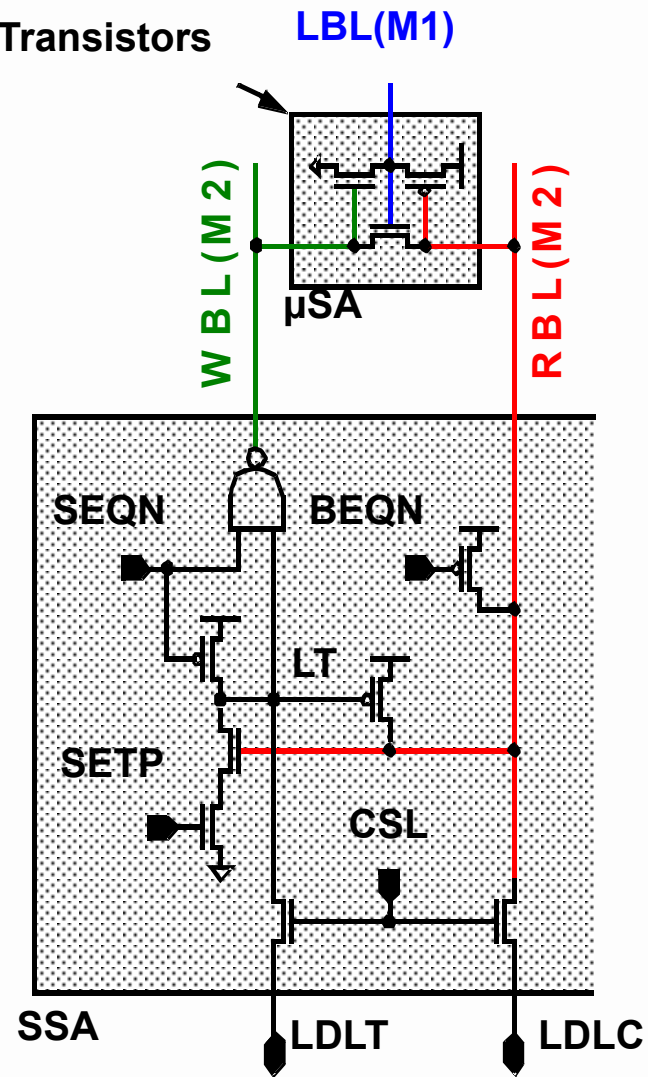 Transistors
LBL(M1)
WBL(M2)
RBL(M2)
µSA
SEQN
BEQN
LT
SETP
CSL
SSA
LDLT
LDLC